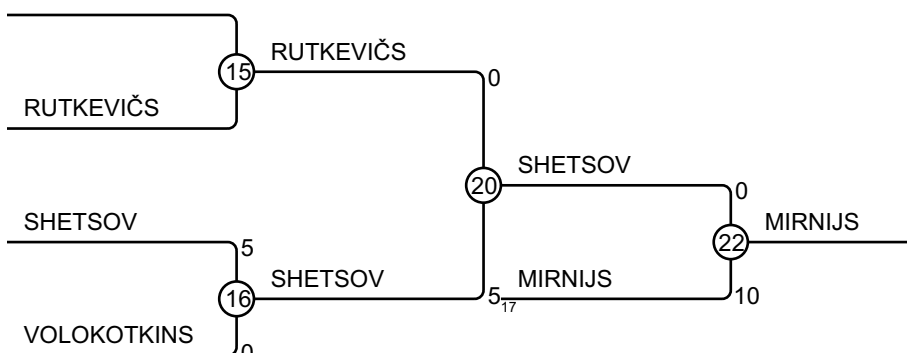 RUTKEVIČS
15
0
RUTKEVIČS
SHETSOV
20
0
SHETSOV
MIRNIJS
5
22
SHETSOV
MIRNIJS
16
5
17
10
VOLOKOTKINS
0